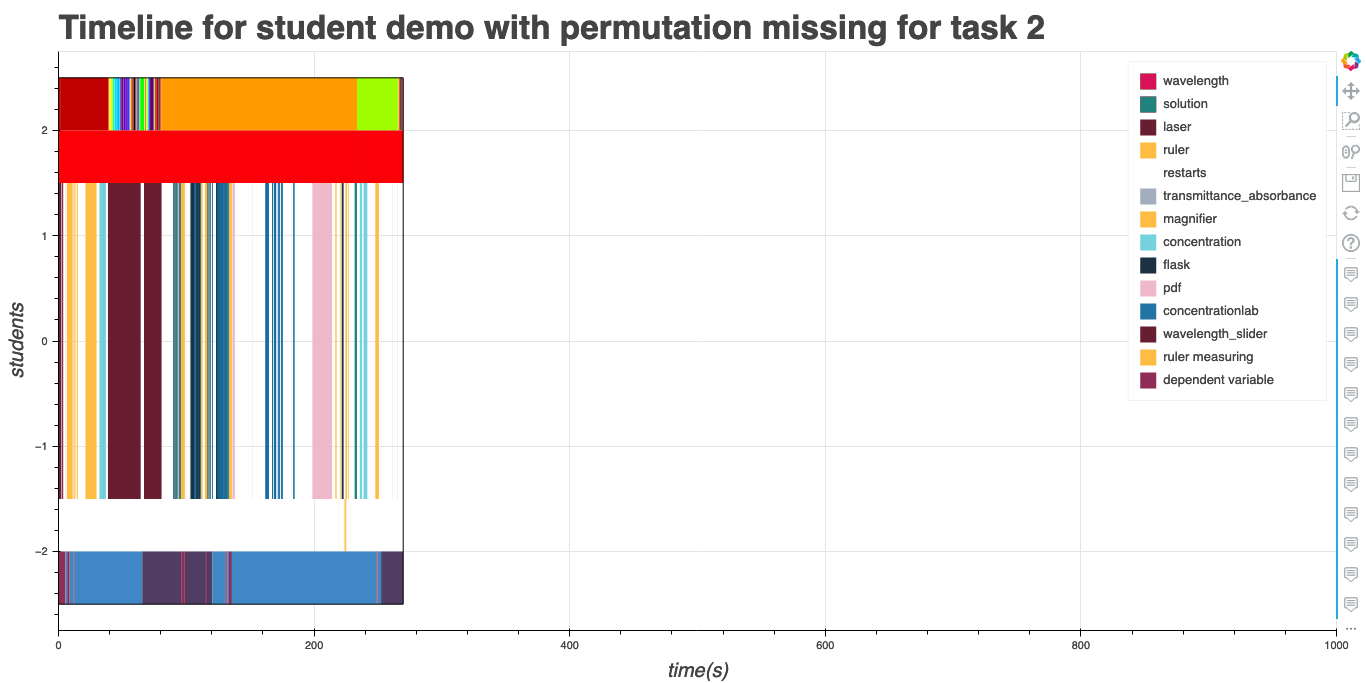 Timeline for student demo with permutation missing for task 2
wavelength
solution
laser
ruler
restarts
transmittance_absorbance
magnifier
concentration
flask
pdf
concentrationlab
wavelength_slider
ruler measuring
dependent variable
students
2
1
0
−1
−2
0 200 400 600 800 1000
time(s)